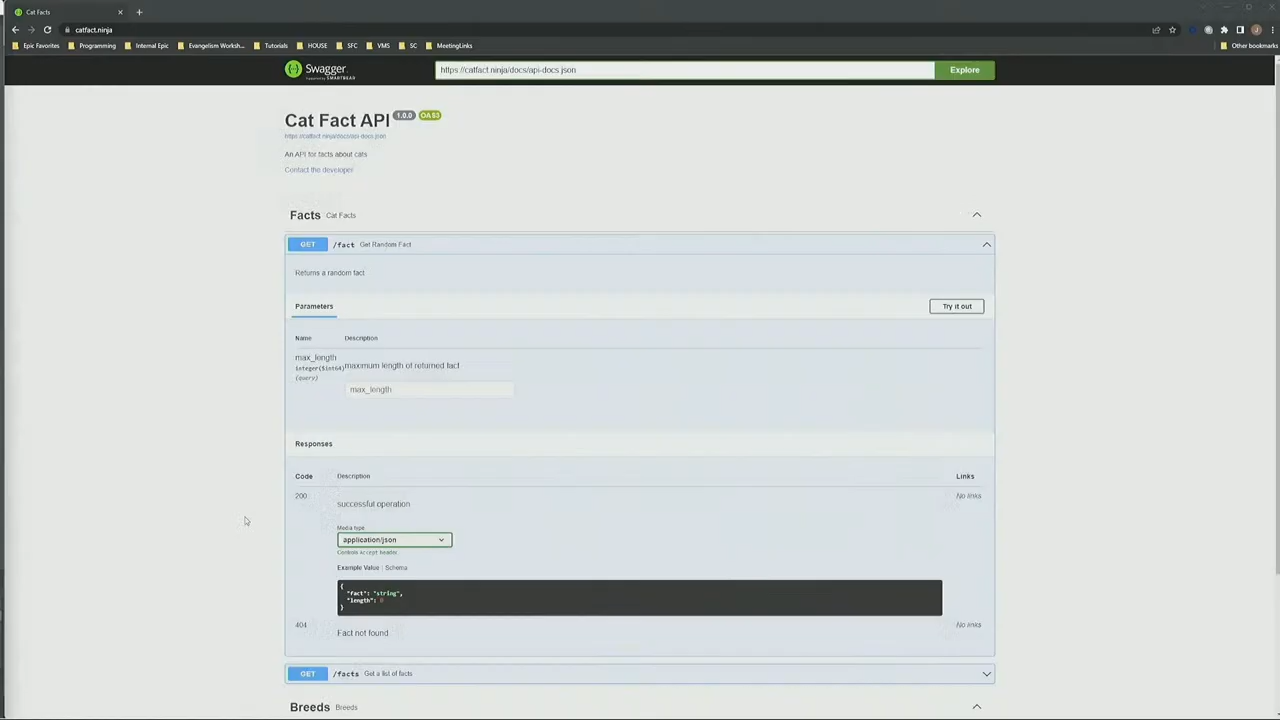 Cat Facts
catfact.ninja
Epic Favorites Programming Internal Epic Evangelism Worksh... Tutorials HOUSE SFC VMS SC MeetingLinks Other bookmarks
Swagger
Supported by SMARTBEAR
https://catfact.ninja/docs/api-docs.json
Explore
Cat Fact API 1.0.0 OAS3
https://catfact.ninja/docs/api-docs.json
An API for facts about cats
Contact the developer
Facts Cat Facts
GET /fact Get Random Fact
Returns a random fact
Parameters
Try it out
Name Description
max_length
integer($int64)
(query)
maximum length of returned fact
max_length
Responses
Code Description Links
200
successful operation
No links
Media type
application/json
Controls Accept header.
Example Value Schema
{
"fact": "string",
"length": 0
}
404
Fact not found
No links
GET /facts Get a list of facts
Breeds Breeds